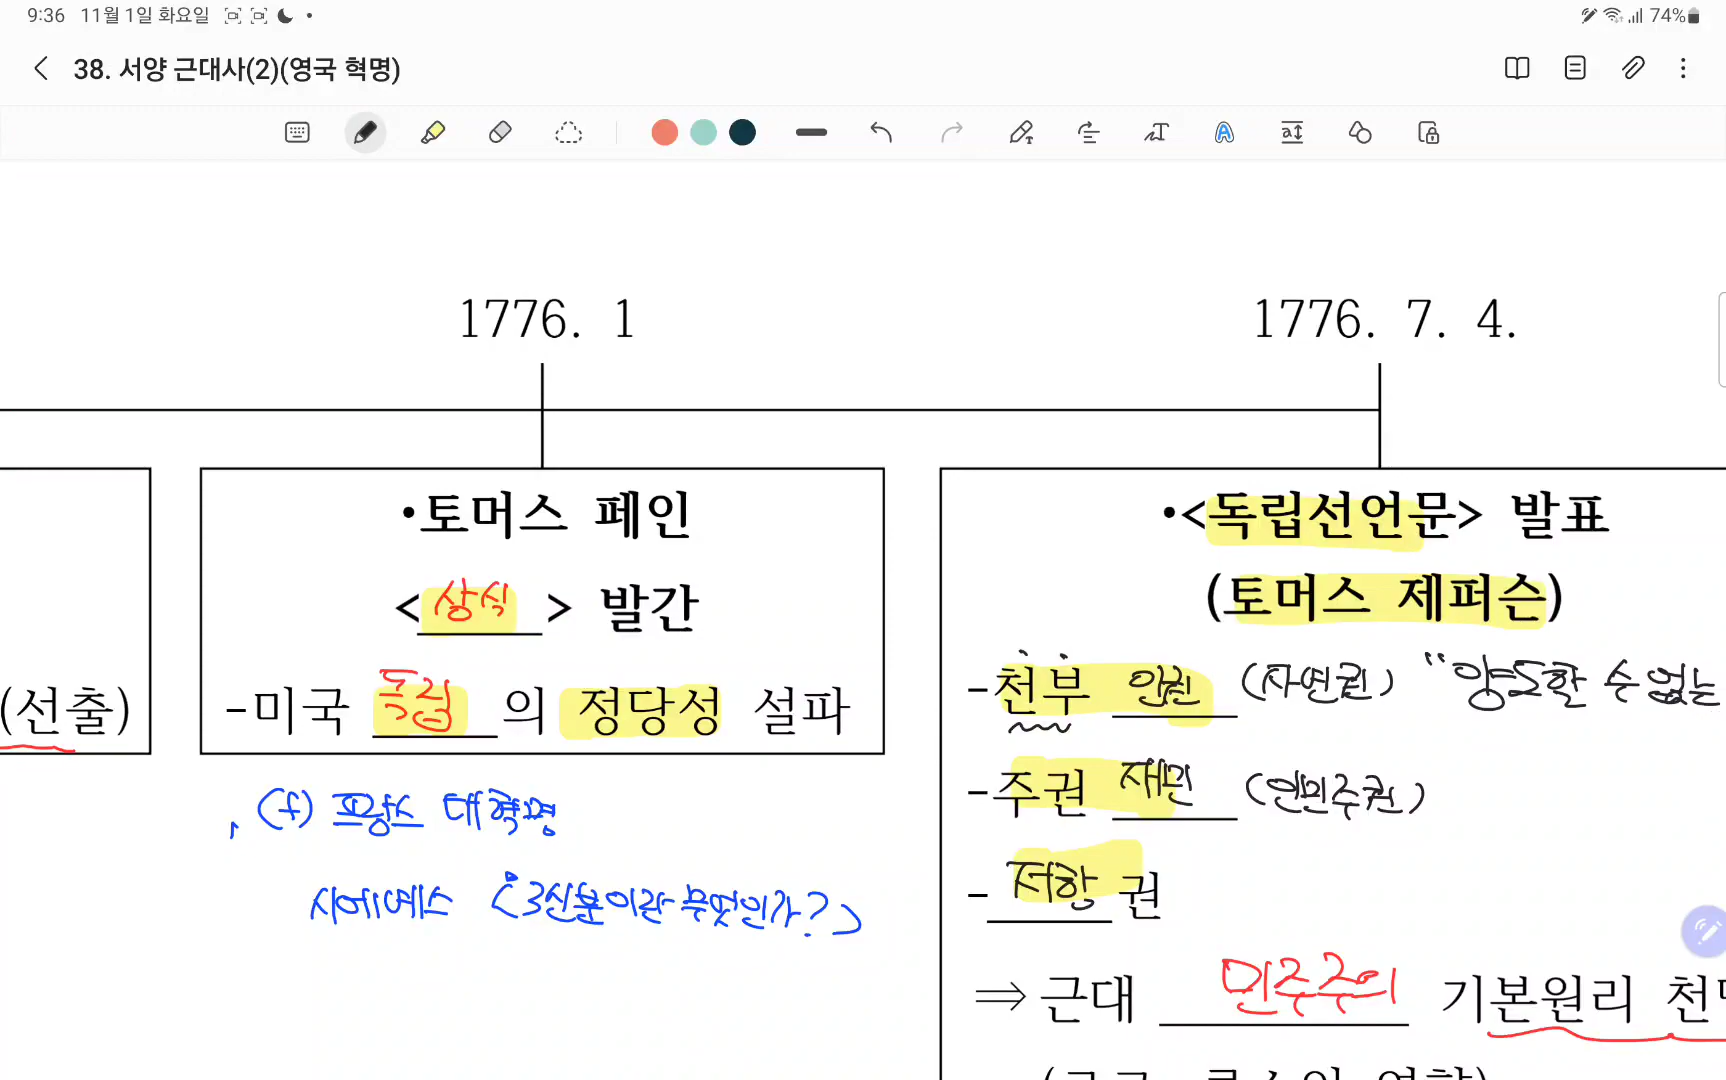 9:36 11월 1일 화요일 74%
38. 서양 근대사(2)(영국 혁명)
1776. 1
1776. 7. 4.
(선출)
•토머스 페인
<상식> 발간
-미국 독립의 정당성 설파
, (f) 프랑스 대혁명
시에예스 <3신분이란 무엇인가?>
•<독립선언문> 발표
(토머스 제퍼슨)
-천부 인권 (자연권) "양도할 수 없는
-주권 재민 (인민주권)
-저항권
⇒근대 민주주의 기본원리